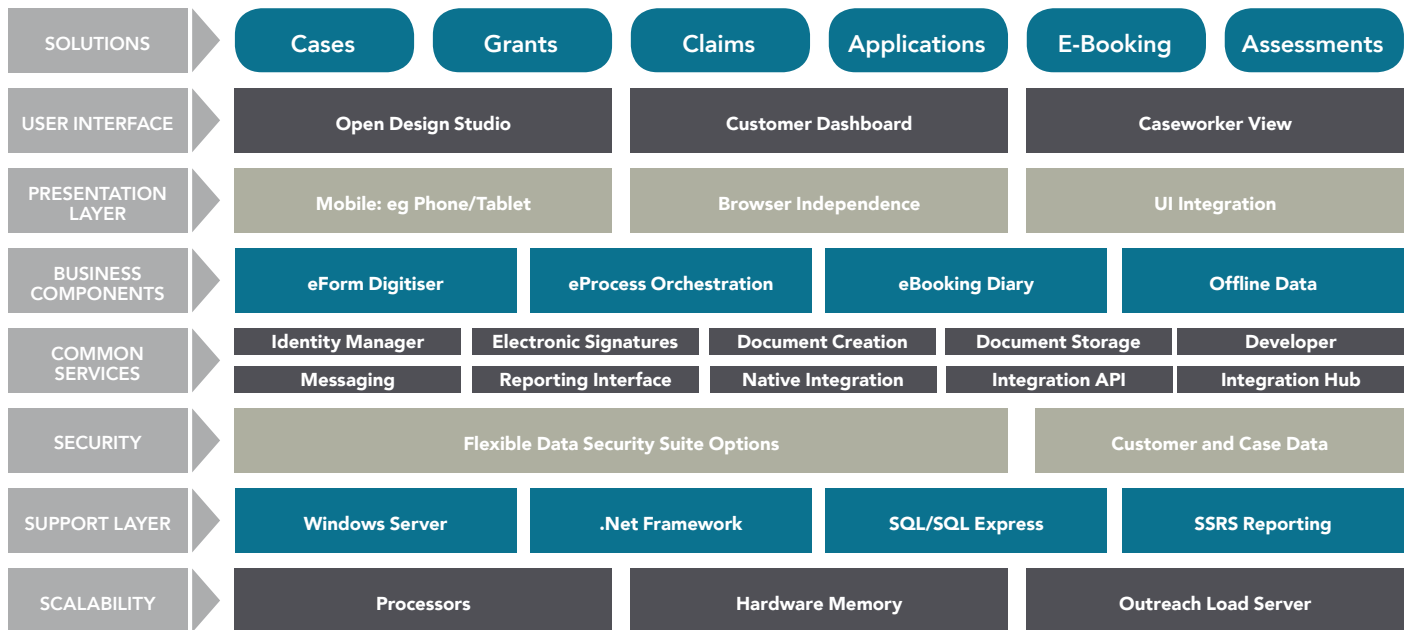 SOLUTIONS
Cases
Grants
Claims
Applications
E-Booking
Assessments
USER INTERFACE
Open Design Studio
Customer Dashboard
Caseworker View
PRESENTATION
LAYER
Mobile: eg Phone/Tablet
Browser Independence
UI Integration
BUSINESS
COMPONENTS
eForm Digitiser
eProcess Orchestration
eBooking Diary
Offline Data
COMMON
SERVICES
Identity Manager
Electronic Signatures
Document Creation
Document Storage
Developer
Messaging
Reporting Interface
Native Integration
Integration API
Integration Hub
SECURITY
Flexible Data Security Suite Options
Customer and Case Data
SUPPORT LAYER
Windows Server
.Net Framework
SQL/SQL Express
SSRS Reporting
SCALABILITY
Processors
Hardware Memory
Outreach Load Server